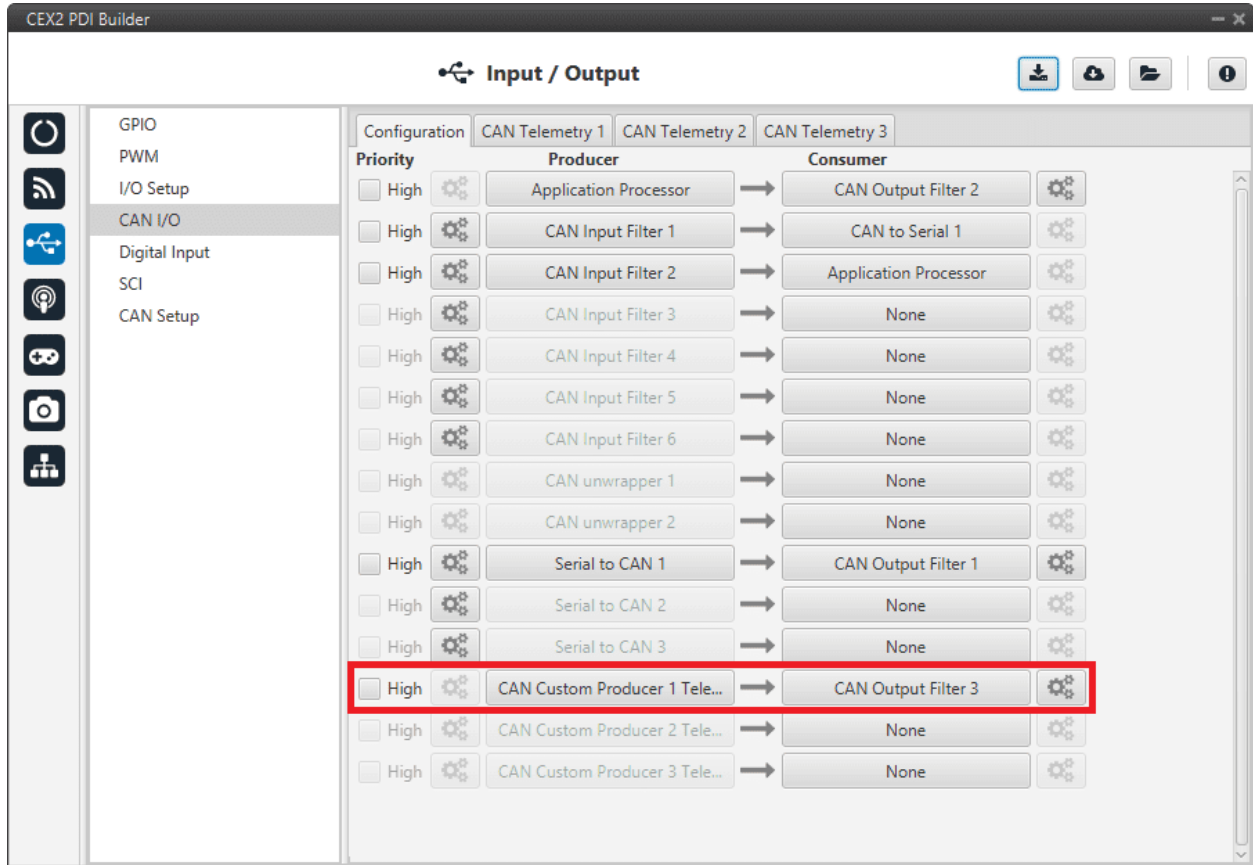 CEX2 PDI Builder
Input / Output
GPIO
PWM
I/O Setup
CAN I/O
Digital Input
SCI
CAN Setup
Configuration CAN Telemetry 1 CAN Telemetry 2 CAN Telemetry 3
Priority Producer Consumer
High Application Processor CAN Output Filter 2
High CAN Input Filter 1 CAN to Serial 1
High CAN Input Filter 2 Application Processor
High CAN Input Filter 3 None
High CAN Input Filter 4 None
High CAN Input Filter 5 None
High CAN Input Filter 6 None
High CAN unwrapper 1 None
High CAN unwrapper 2 None
High Serial to CAN 1 CAN Output Filter 1
High Serial to CAN 2 None
High Serial to CAN 3 None
High CAN Custom Producer 1 Tele... CAN Output Filter 3
High CAN Custom Producer 2 Tele... None
High CAN Custom Producer 3 Tele... None